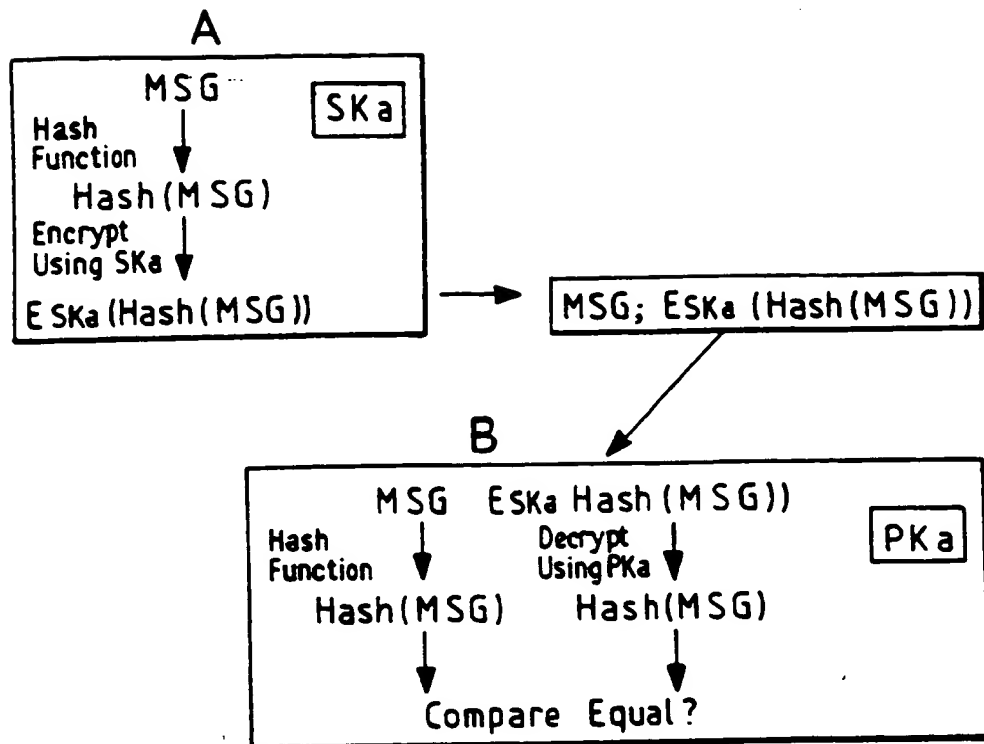 A
MSG
SKa
Hash
Function
Hash(MSG)
Encrypt
Using SKa
ESKa(Hash(MSG))
MSG; ESKa (Hash(MSG))
B
MSG ESKa Hash(MSG))
PKa
Hash
Function
Decrypt
Using PKa
Hash(MSG) Hash(MSG)
Compare Equal?